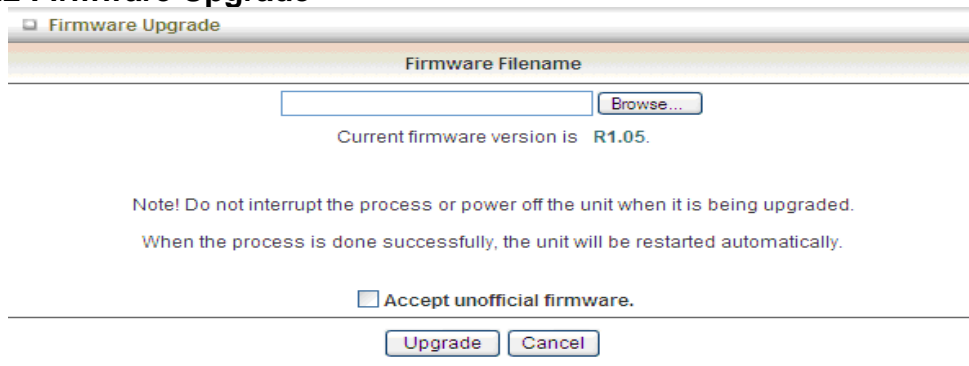 Firmware Upgrade
Firmware Upgrade
Firmware Filename
Browse...
Current firmware version is R1.05.
Note! Do not interrupt the process or power off the unit when it is being upgraded.
When the process is done successfully, the unit will be restarted automatically.
Accept unofficial firmware.
Upgrade Cancel